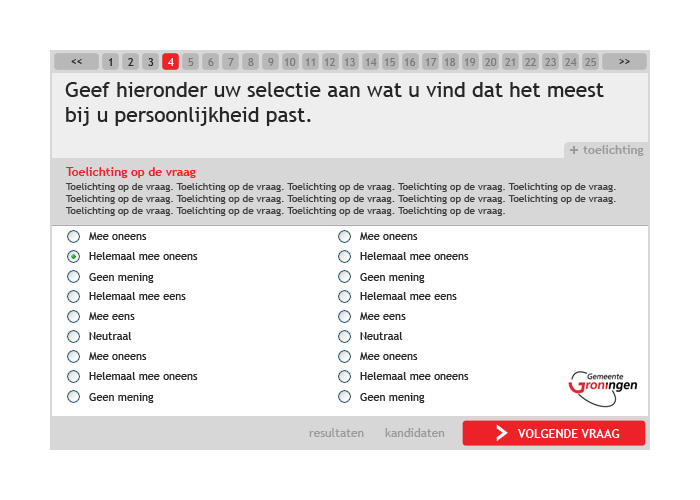 << 1 2 3 4 5 6 7 8 9 10 11 12 13 14 15 16 17 18 19 20 21 22 23 24 25 >>
Geef hieronder uw selectie aan wat u vind dat het meest
bij u persoonlijkheid past.
+ toelichting
Toelichting op de vraag
Toelichting op de vraag. Toelichting op de vraag. Toelichting op de vraag. Toelichting op de vraag. Toelichting op de vraag.
Toelichting op de vraag. Toelichting op de vraag. Toelichting op de vraag. Toelichting op de vraag. Toelichting op de vraag.
Toelichting op de vraag. Toelichting op de vraag. Toelichting op de vraag. Toelichting op de vraag.
Mee oneens
Helemaal mee oneens
Geen mening
Helemaal mee eens
Mee eens
Neutraal
Mee oneens
Helemaal mee oneens
Geen mening
Mee oneens
Helemaal mee oneens
Geen mening
Helemaal mee eens
Mee eens
Neutraal
Mee oneens
Helemaal mee oneens
Geen mening
Gemeente
Groningen
resultaten kandidaten VOLGENDE VRAAG